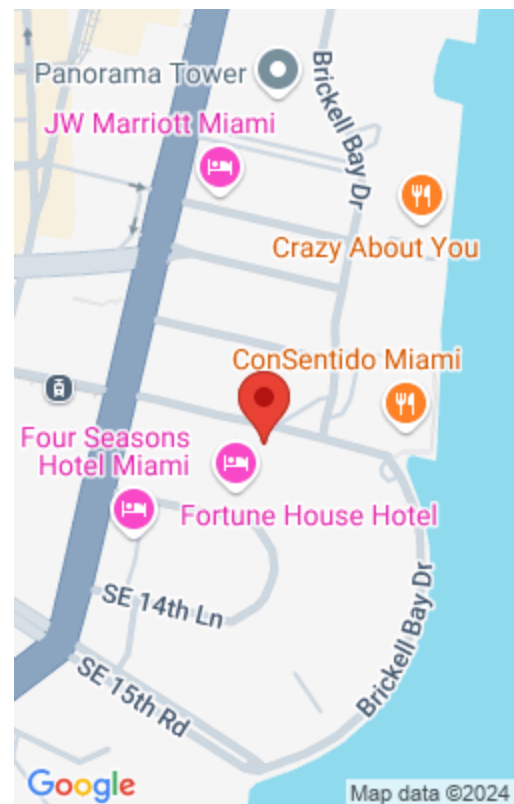 Panorama Tower
Brickell Bay Dr
JW Marriott Miami
Crazy About You
ConSentido Miami
Four Seasons
Hotel Miami
Fortune House Hotel
SE 14th Ln
Brickell Bay Dr
SE 15th Rd
Google
Map data ©2024